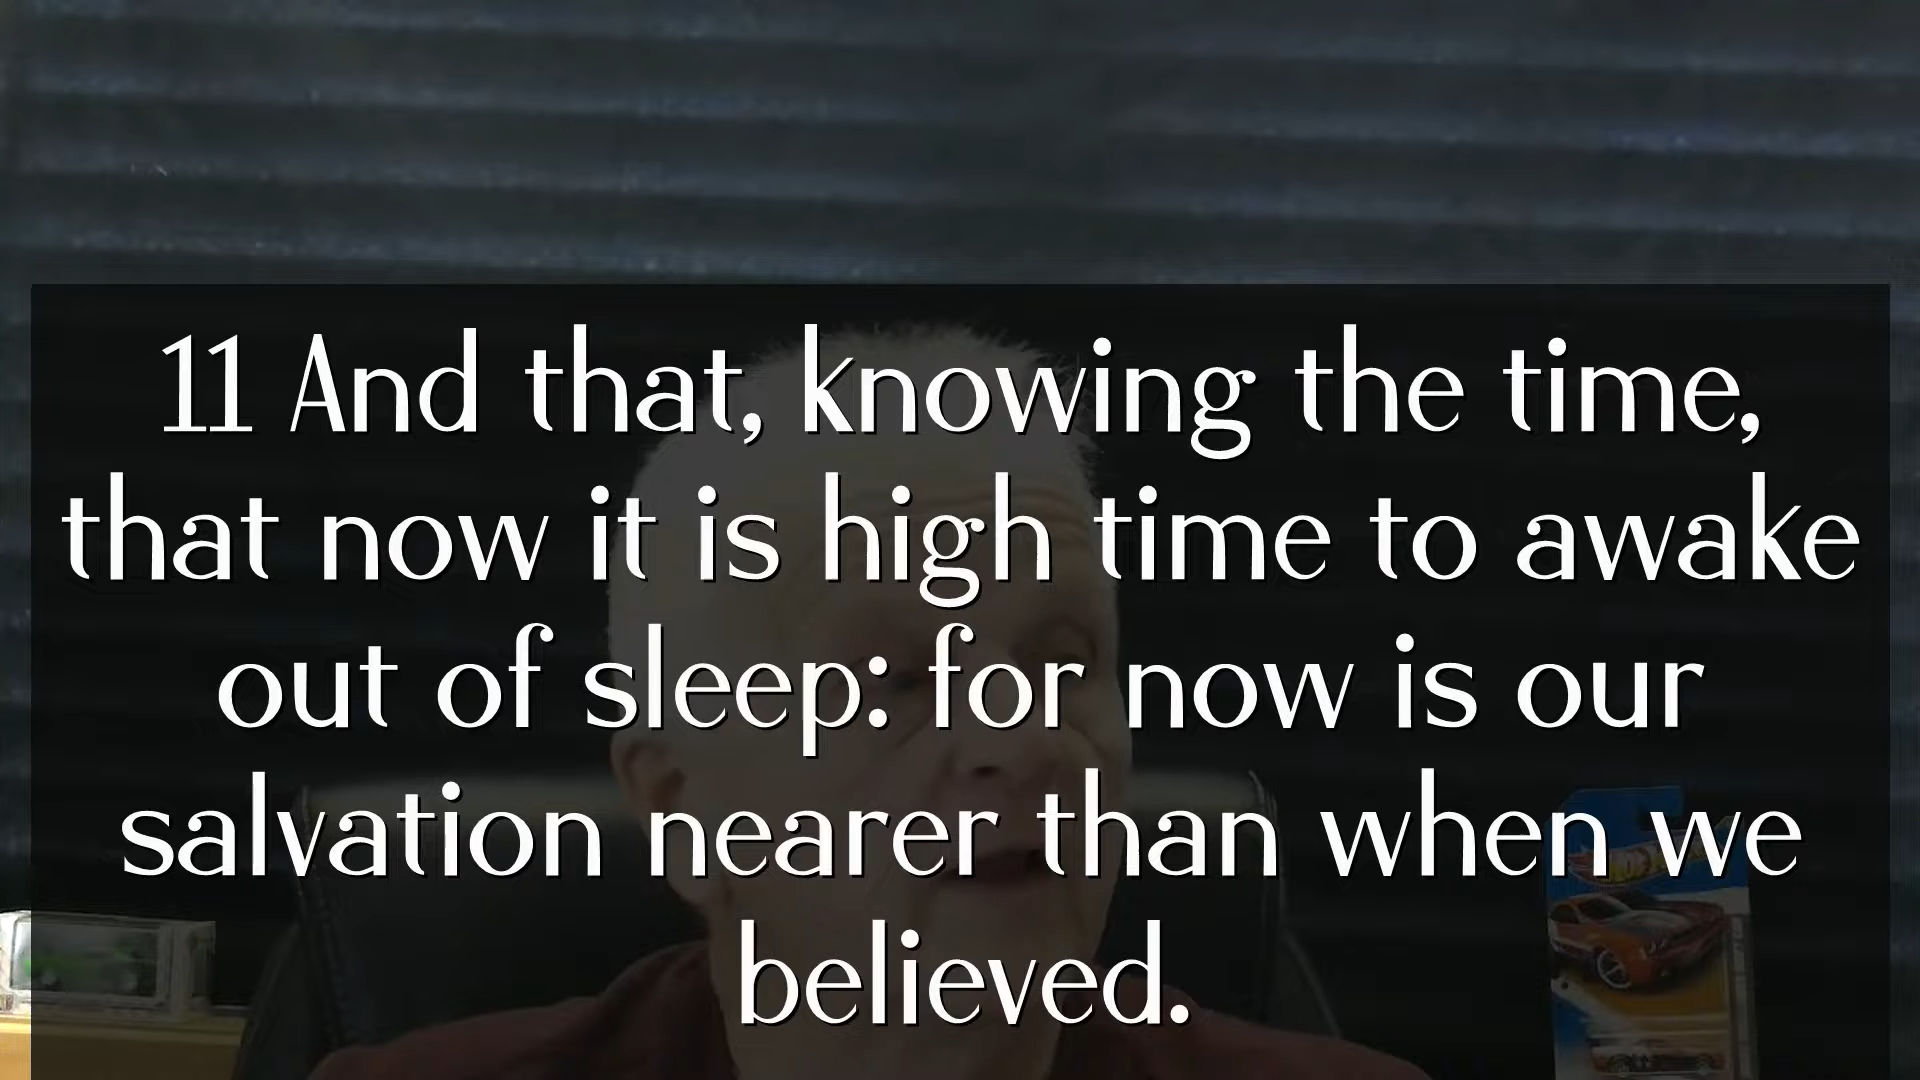 11 And that, knowing the time,
that now it is high time to awake
out of sleep: for now is our
salvation nearer than when we
believed.